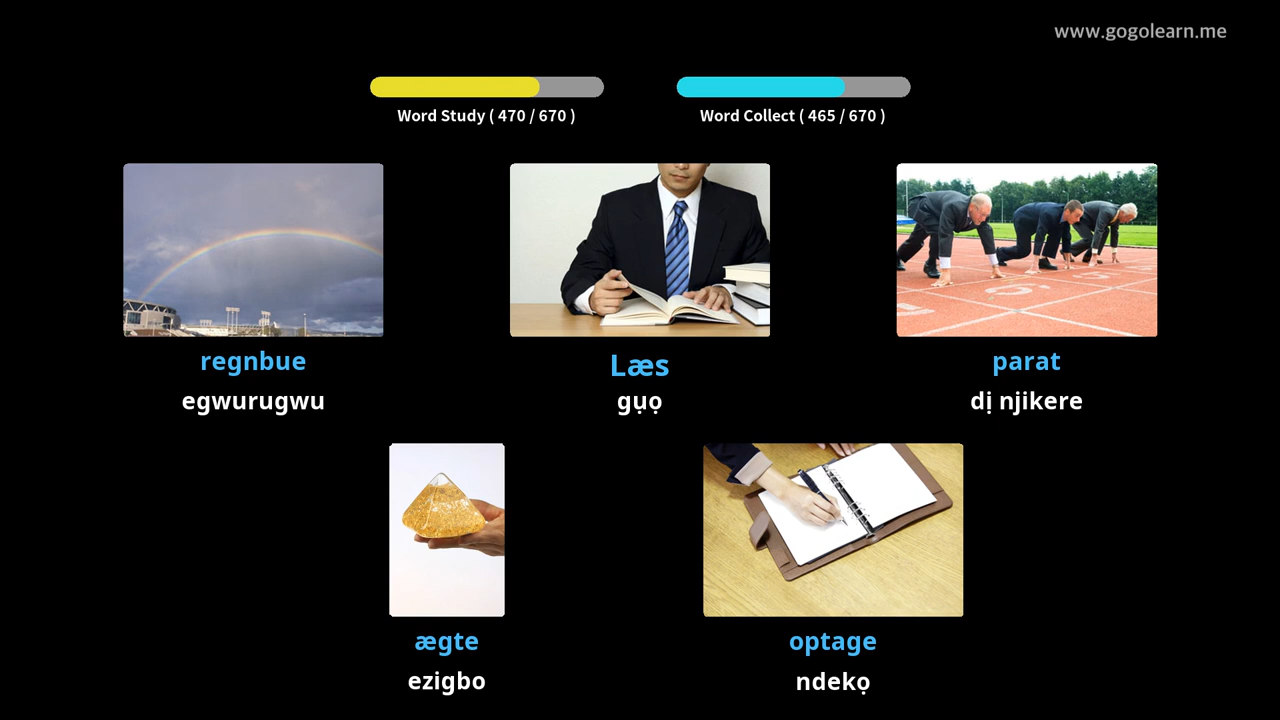 www.gogolearn.me
Word Study ( 470 / 670 )
Word Collect ( 465 / 670 )
regnbue
egwurugwu
Læs
gụọ
parat
dị njikere
ægte
ezigbo
optage
ndekọ